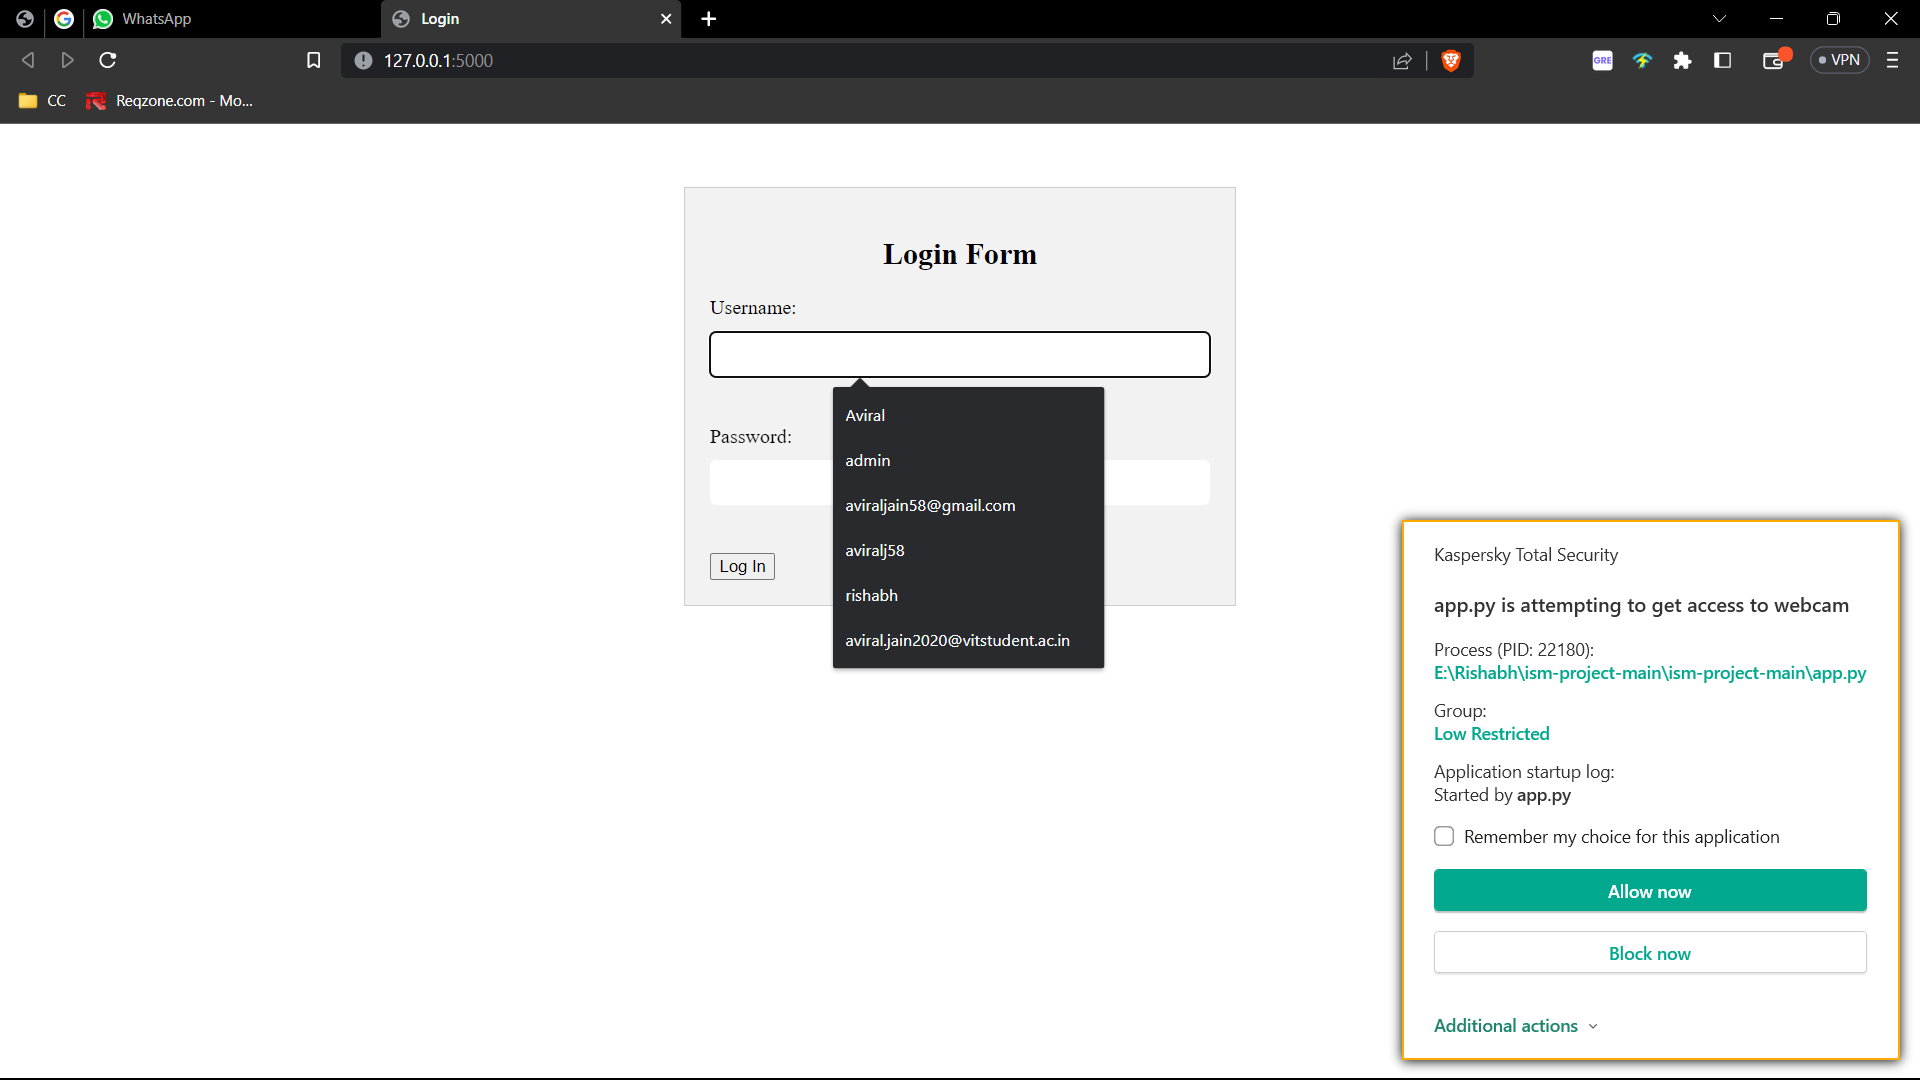 WhatsApp
Login
127.0.0.1:5000
GRE
VPN
CC
Reqzone.com - Mo...
Login Form
Username:
Aviral
admin
aviraljain58@gmail.com
aviralj58
rishabh
aviral.jain2020@vitstudent.ac.in
Password:
Log In
Kaspersky Total Security
app.py is attempting to get access to webcam
Process (PID: 22180):
E:\Rishabh\ism-project-main\ism-project-main\app.py
Group:
Low Restricted
Application startup log:
Started by app.py
Remember my choice for this application
Allow now
Block now
Additional actions